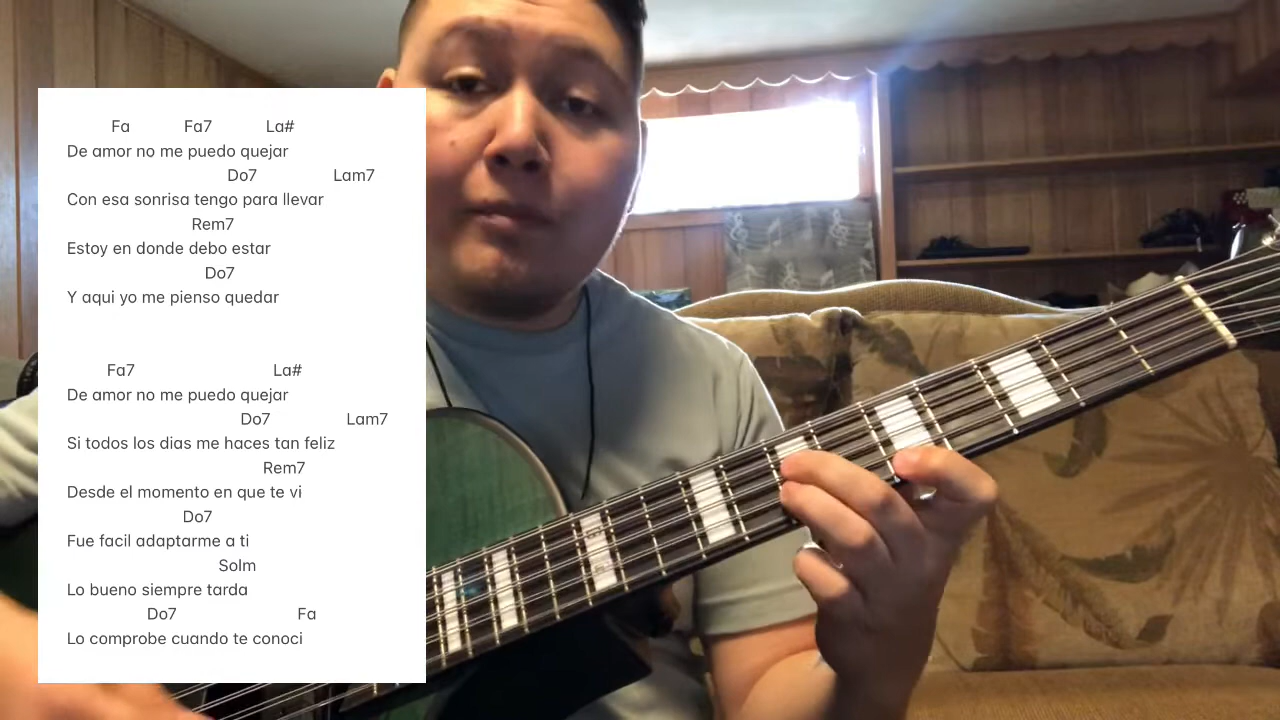 Fa Fa7 La#
De amor no me puedo quejar
Do7 Lam7
Con esa sonrisa tengo para llevar
Rem7
Estoy en donde debo estar
Do7
Y aqui yo me pienso quedar
Fa7 La#
De amor no me puedo quejar
Do7 Lam7
Si todos los dias me haces tan feliz
Rem7
Desde el momento en que te vi
Do7
Fue facil adaptarme a ti
Solm
Lo bueno siempre tarda
Do7 Fa
Lo comprobe cuando te conoci